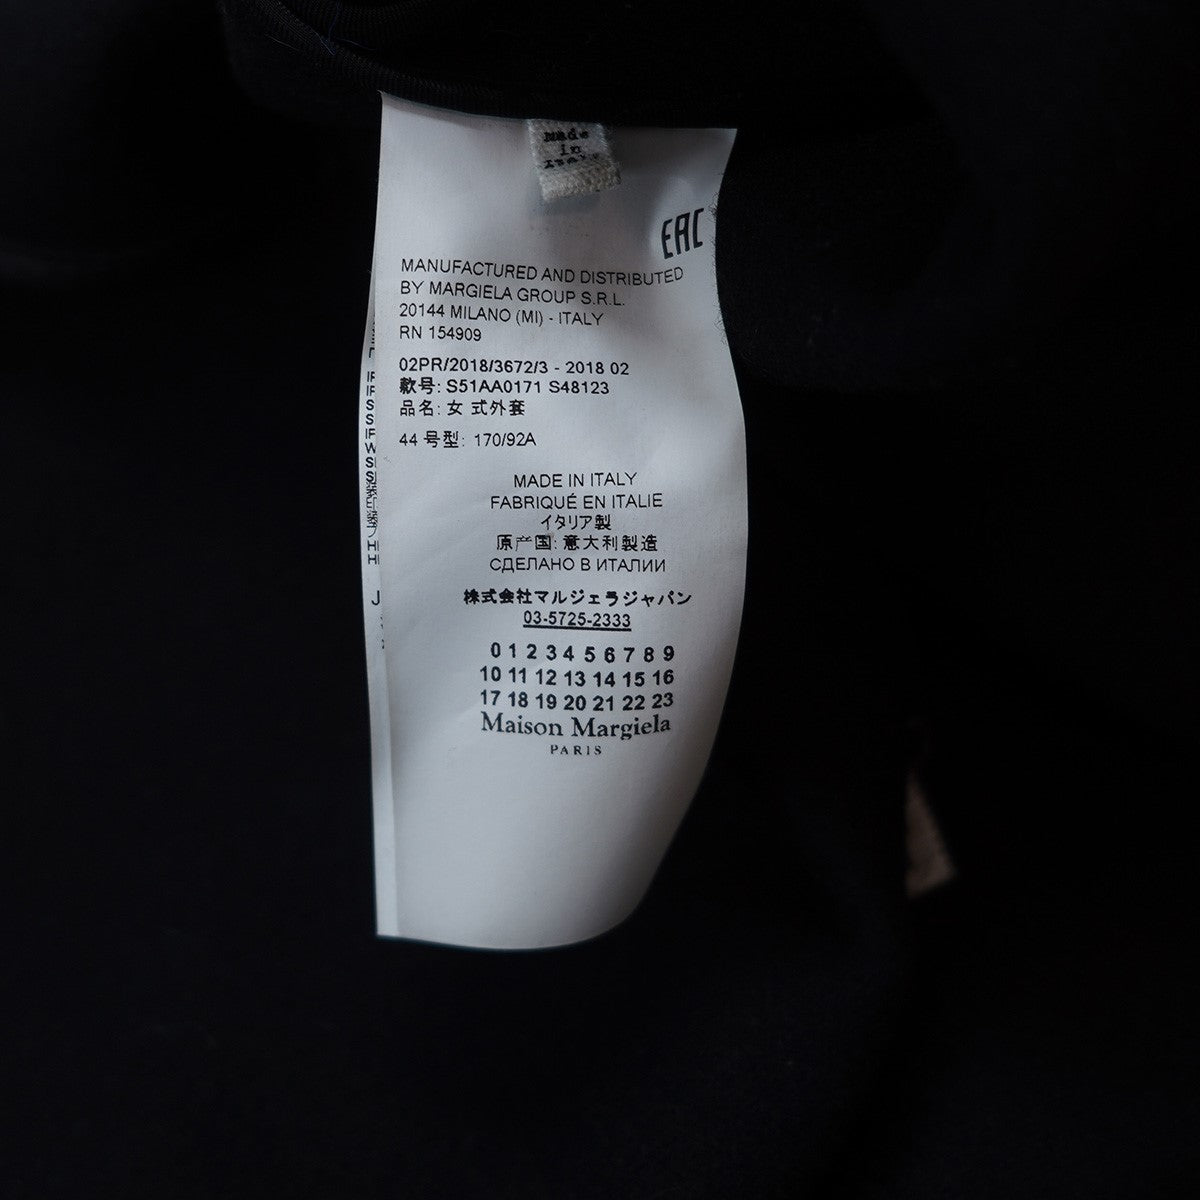 Made
in
Italy
EAC
MANUFACTURED AND DISTRIBUTED
BY MARGIELA GROUP S.R.L.
20144 MILANO (MI) - ITALY
RN 154909
02PR/2018/3672/3 - 2018 02
款号: S51AA0171 S48123
品名: 女 式外套
44 号型: 170/92A
MADE IN ITALY
FABRIQUÉ EN ITALIE
イタリア製
原产国: 意大利製造
СДЕЛАНО В ИТАЛИИ
株式会社マルジェラジャパン
03-5725-2333
0 1 2 3 4 5 6 7 8 9
10 11 12 13 14 15 16
17 18 19 20 21 22 23
Maison Margiela
PARIS